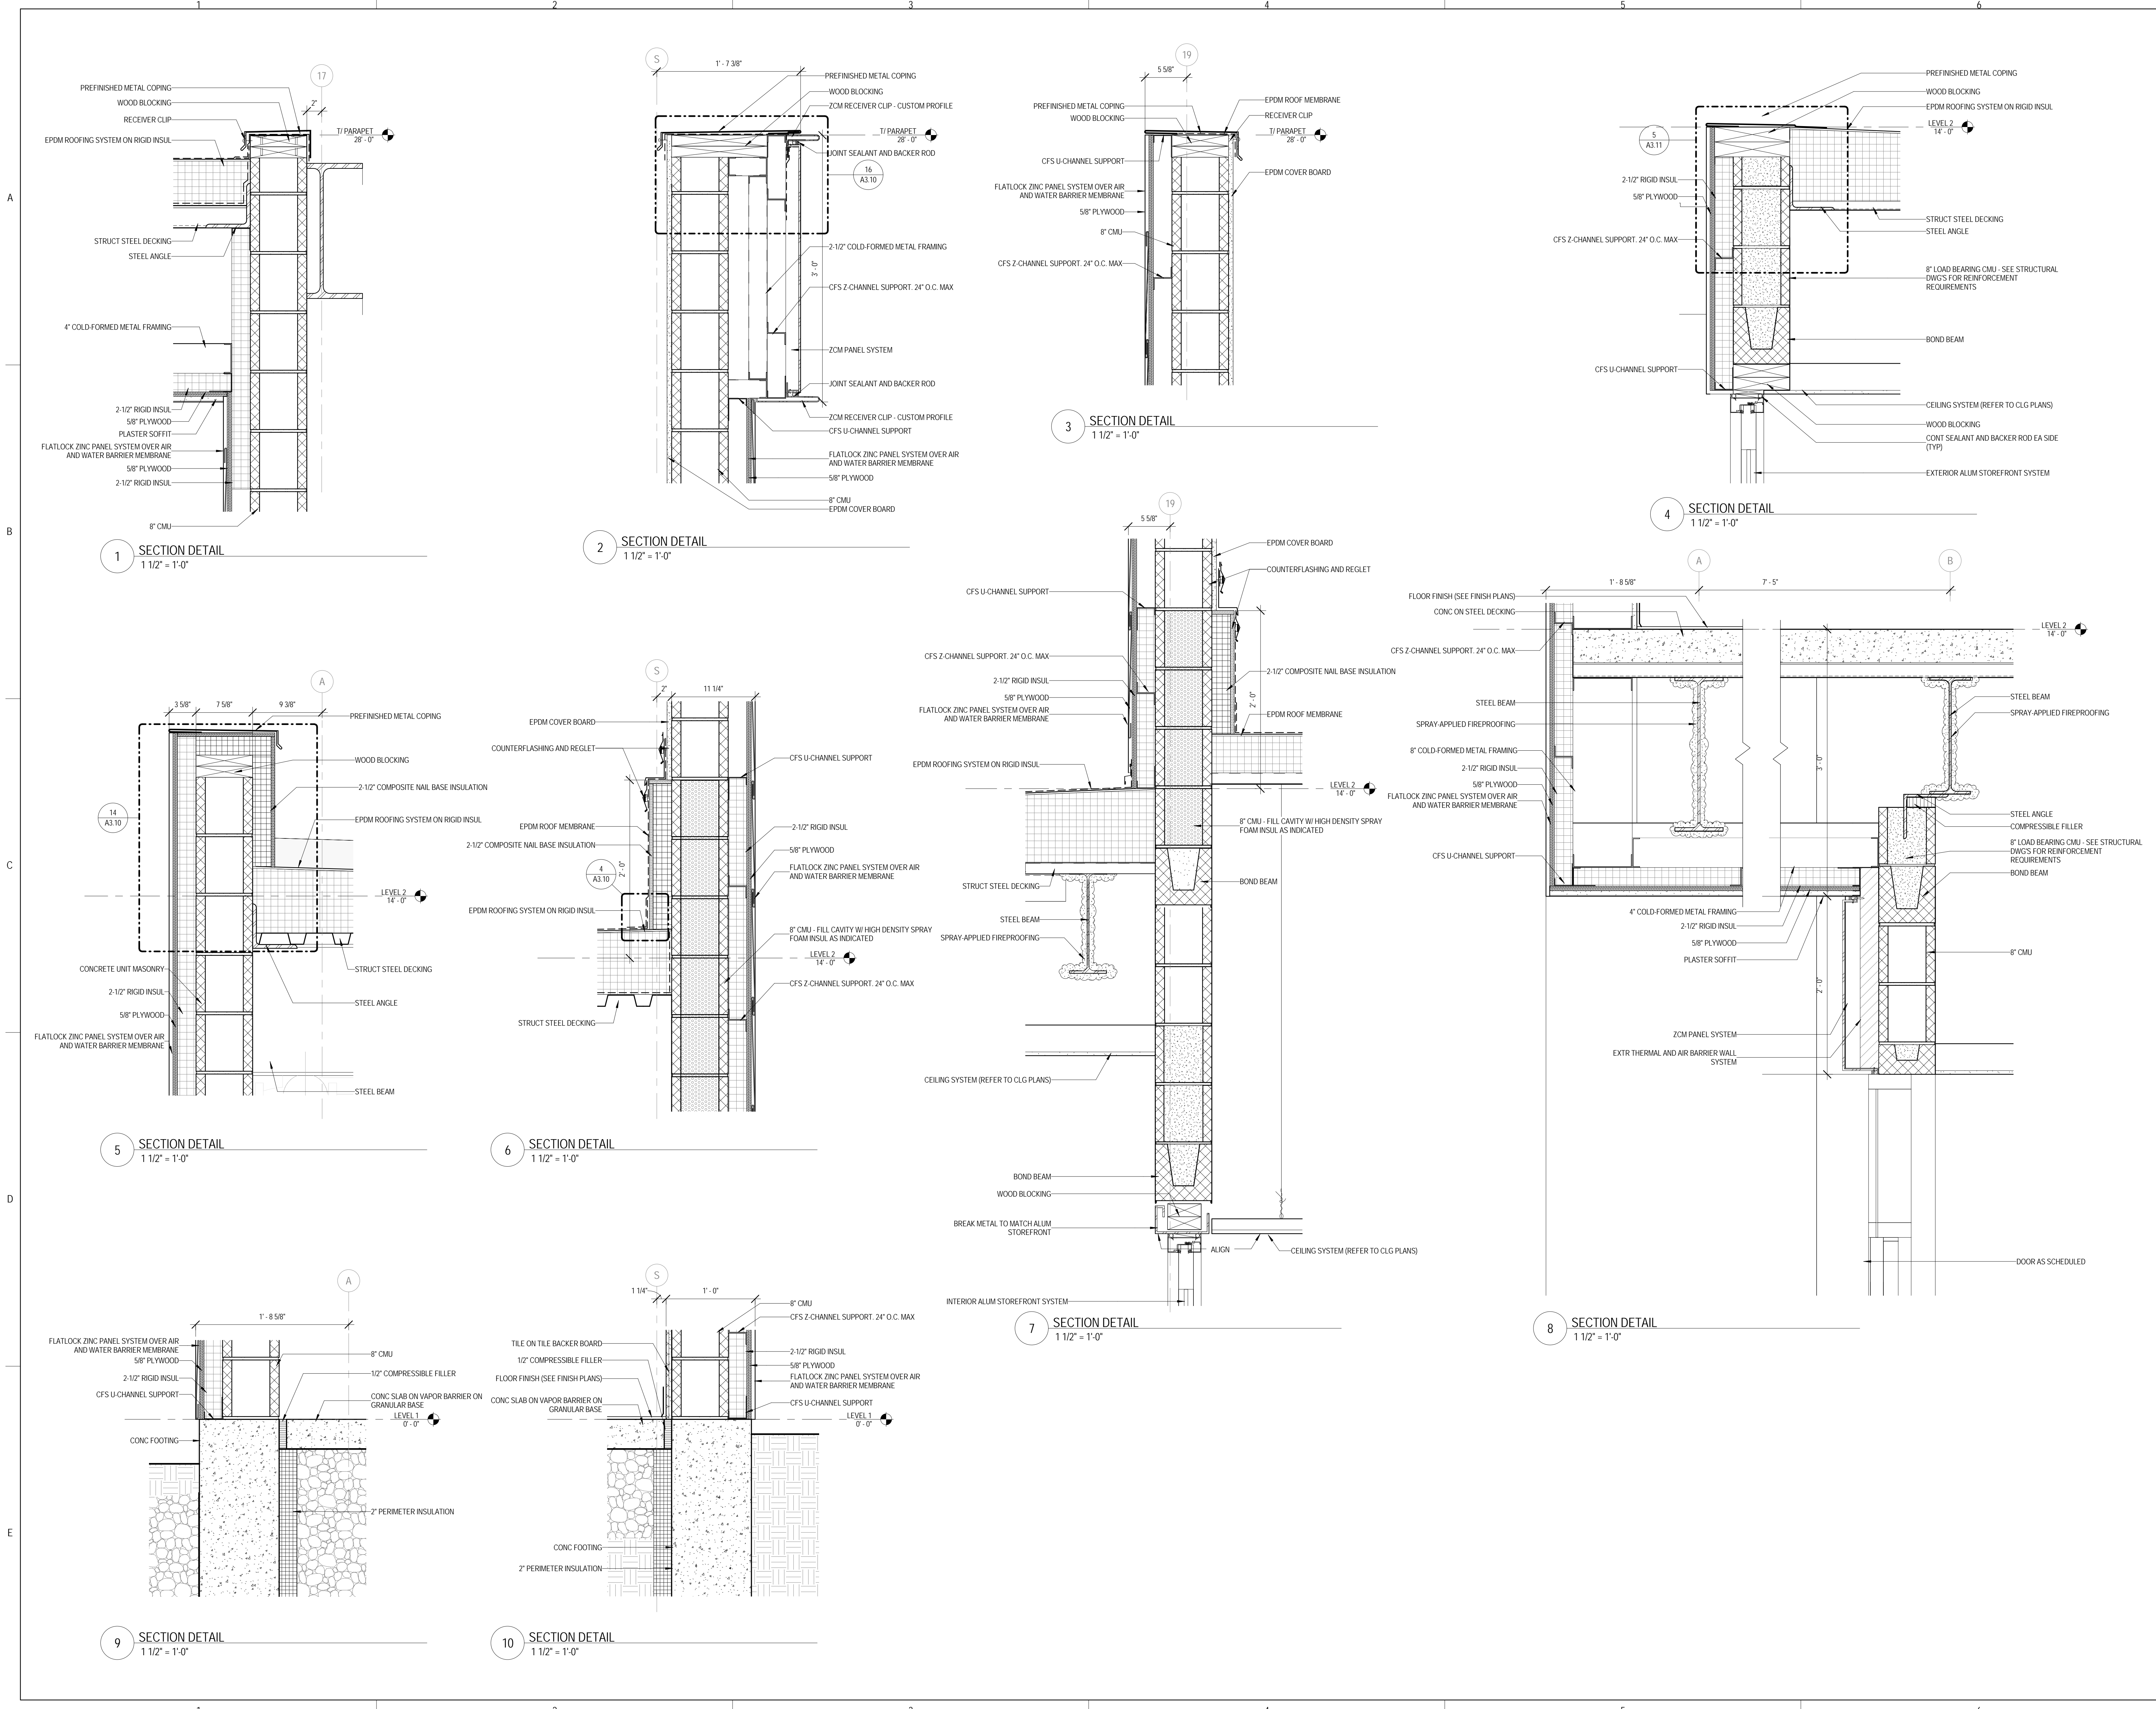 1
2
3
4
5
6
A
B
C
D
E
17
2"
PREFINISHED METAL COPING
WOOD BLOCKING
RECEIVER CLIP
EPDM ROOFING SYSTEM ON RIGID INSUL
T/ PARAPET
28' - 0"
STRUCT STEEL DECKING
STEEL ANGLE
4" COLD-FORMED METAL FRAMING
2-1/2" RIGID INSUL
5/8" PLYWOOD
PLASTER SOFFIT
FLATLOCK ZINC PANEL SYSTEM OVER AIR
AND WATER BARRIER MEMBRANE
5/8" PLYWOOD
2-1/2" RIGID INSUL
8" CMU
1
SECTION DETAIL
1 1/2" = 1'-0"
S
1' - 7 3/8"
PREFINISHED METAL COPING
WOOD BLOCKING
ZCM RECEIVER CLIP - CUSTOM PROFILE
T/ PARAPET
28' - 0"
JOINT SEALANT AND BACKER ROD
16
A3.10
2-1/2" COLD-FORMED METAL FRAMING
3' - 0"
CFS Z-CHANNEL SUPPORT. 24" O.C. MAX
ZCM PANEL SYSTEM
JOINT SEALANT AND BACKER ROD
ZCM RECEIVER CLIP - CUSTOM PROFILE
CFS U-CHANNEL SUPPORT
FLATLOCK ZINC PANEL SYSTEM OVER AIR
AND WATER BARRIER MEMBRANE
5/8" PLYWOOD
8" CMU
EPDM COVER BOARD
2
SECTION DETAIL
1 1/2" = 1'-0"
19
5 5/8"
PREFINISHED METAL COPING
WOOD BLOCKING
EPDM ROOF MEMBRANE
RECEIVER CLIP
T/ PARAPET
28' - 0"
CFS U-CHANNEL SUPPORT
EPDM COVER BOARD
FLATLOCK ZINC PANEL SYSTEM OVER AIR
AND WATER BARRIER MEMBRANE
5/8" PLYWOOD
8" CMU
CFS Z-CHANNEL SUPPORT. 24" O.C. MAX
3
SECTION DETAIL
1 1/2" = 1'-0"
PREFINISHED METAL COPING
WOOD BLOCKING
EPDM ROOFING SYSTEM ON RIGID INSUL
LEVEL 2
14' - 0"
5
A3.11
2-1/2" RIGID INSUL
5/8" PLYWOOD
STRUCT STEEL DECKING
STEEL ANGLE
CFS Z-CHANNEL SUPPORT. 24" O.C. MAX
8" LOAD BEARING CMU - SEE STRUCTURAL
DWG'S FOR REINFORCEMENT
REQUIREMENTS
BOND BEAM
CFS U-CHANNEL SUPPORT
CEILING SYSTEM (REFER TO CLG PLANS)
WOOD BLOCKING
CONT SEALANT AND BACKER ROD EA SIDE
(TYP)
EXTERIOR ALUM STOREFRONT SYSTEM
4
SECTION DETAIL
1 1/2" = 1'-0"
A
3 5/8"
7 5/8"
9 3/8"
PREFINISHED METAL COPING
WOOD BLOCKING
2-1/2" COMPOSITE NAIL BASE INSULATION
14
A3.10
EPDM ROOFING SYSTEM ON RIGID INSUL
LEVEL 2
14' - 0"
CONCRETE UNIT MASONRY
STRUCT STEEL DECKING
2-1/2" RIGID INSUL
STEEL ANGLE
5/8" PLYWOOD
FLATLOCK ZINC PANEL SYSTEM OVER AIR
AND WATER BARRIER MEMBRANE
STEEL BEAM
5
SECTION DETAIL
1 1/2" = 1'-0"
S
2"
11 1/4"
EPDM COVER BOARD
COUNTERFLASHING AND REGLET
CFS U-CHANNEL SUPPORT
EPDM ROOF MEMBRANE
2-1/2" RIGID INSUL
2-1/2" COMPOSITE NAIL BASE INSULATION
5/8" PLYWOOD
4
A3.10
2' - 0"
FLATLOCK ZINC PANEL SYSTEM OVER AIR
AND WATER BARRIER MEMBRANE
EPDM ROOFING SYSTEM ON RIGID INSUL
8" CMU - FILL CAVITY W/ HIGH DENSITY SPRAY
FOAM INSUL AS INDICATED
LEVEL 2
14' - 0"
CFS Z-CHANNEL SUPPORT. 24" O.C. MAX
STRUCT STEEL DECKING
6
SECTION DETAIL
1 1/2" = 1'-0"
19
5 5/8"
EPDM COVER BOARD
COUNTERFLASHING AND REGLET
CFS U-CHANNEL SUPPORT
CFS Z-CHANNEL SUPPORT. 24" O.C. MAX
2-1/2" COMPOSITE NAIL BASE INSULATION
2-1/2" RIGID INSUL
5/8" PLYWOOD
FLATLOCK ZINC PANEL SYSTEM OVER AIR
AND WATER BARRIER MEMBRANE
2' - 0"
EPDM ROOF MEMBRANE
EPDM ROOFING SYSTEM ON RIGID INSUL
LEVEL 2
14' - 0"
8" CMU - FILL CAVITY W/ HIGH DENSITY SPRAY
FOAM INSUL AS INDICATED
STRUCT STEEL DECKING
BOND BEAM
STEEL BEAM
SPRAY-APPLIED FIREPROOFING
CEILING SYSTEM (REFER TO CLG PLANS)
BOND BEAM
WOOD BLOCKING
BREAK METAL TO MATCH ALUM
STOREFRONT
ALIGN
CEILING SYSTEM (REFER TO CLG PLANS)
INTERIOR ALUM STOREFRONT SYSTEM
7
SECTION DETAIL
1 1/2" = 1'-0"
A
B
1' - 8 5/8"
7' - 5"
FLOOR FINISH (SEE FINISH PLANS)
CONC ON STEEL DECKING
LEVEL 2
14' - 0"
CFS Z-CHANNEL SUPPORT. 24" O.C. MAX
STEEL BEAM
SPRAY-APPLIED FIREPROOFING
STEEL BEAM
SPRAY-APPLIED FIREPROOFING
8" COLD-FORMED METAL FRAMING
2-1/2" RIGID INSUL
5/8" PLYWOOD
FLATLOCK ZINC PANEL SYSTEM OVER AIR
AND WATER BARRIER MEMBRANE
3' - 0"
STEEL ANGLE
COMPRESSIBLE FILLER
8" LOAD BEARING CMU - SEE STRUCTURAL
DWG'S FOR REINFORCEMENT
REQUIREMENTS
BOND BEAM
CFS U-CHANNEL SUPPORT
4" COLD-FORMED METAL FRAMING
2-1/2" RIGID INSUL
5/8" PLYWOOD
PLASTER SOFFIT
8" CMU
2' - 0"
ZCM PANEL SYSTEM
EXTR THERMAL AND AIR BARRIER WALL
SYSTEM
DOOR AS SCHEDULED
8
SECTION DETAIL
1 1/2" = 1'-0"
A
1' - 8 5/8"
FLATLOCK ZINC PANEL SYSTEM OVER AIR
AND WATER BARRIER MEMBRANE
5/8" PLYWOOD
2-1/2" RIGID INSUL
CFS U-CHANNEL SUPPORT
8" CMU
1/2" COMPRESSIBLE FILLER
CONC SLAB ON VAPOR BARRIER ON
GRANULAR BASE
LEVEL 1
0' - 0"
CONC FOOTING
2" PERIMETER INSULATION
9
SECTION DETAIL
1 1/2" = 1'-0"
S
1 1/4"
1' - 0"
8" CMU
CFS Z-CHANNEL SUPPORT. 24" O.C. MAX
TILE ON TILE BACKER BOARD
1/2" COMPRESSIBLE FILLER
FLOOR FINISH (SEE FINISH PLANS)
CONC SLAB ON VAPOR BARRIER ON
GRANULAR BASE
2-1/2" RIGID INSUL
5/8" PLYWOOD
FLATLOCK ZINC PANEL SYSTEM OVER AIR
AND WATER BARRIER MEMBRANE
CFS U-CHANNEL SUPPORT
LEVEL 1
0' - 0"
CONC FOOTING
2" PERIMETER INSULATION
10
SECTION DETAIL
1 1/2" = 1'-0"